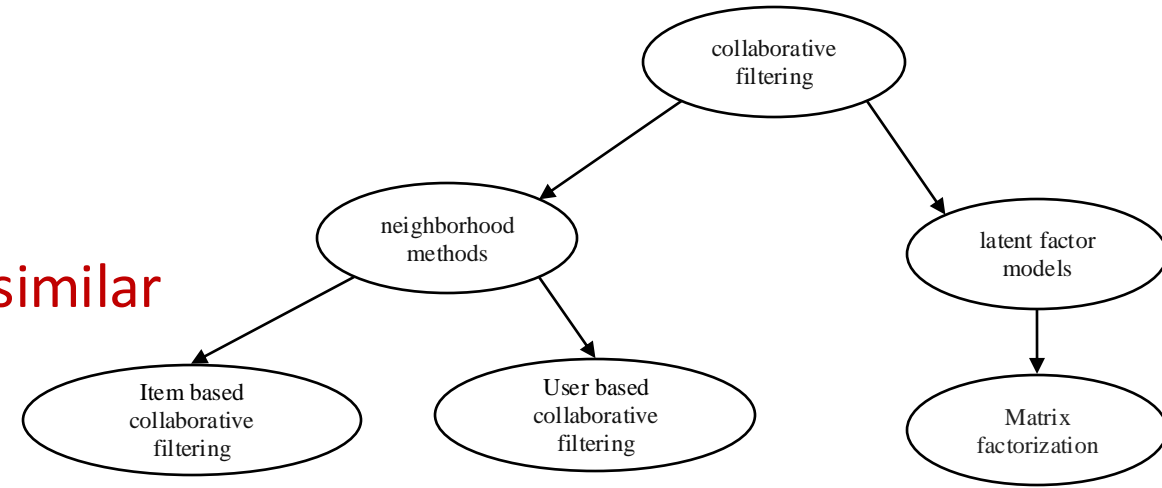 collaborative
filtering
neighborhood
methods
latent factor
models
similar
Item based
collaborative
filtering
User based
collaborative
filtering
Matrix
factorization